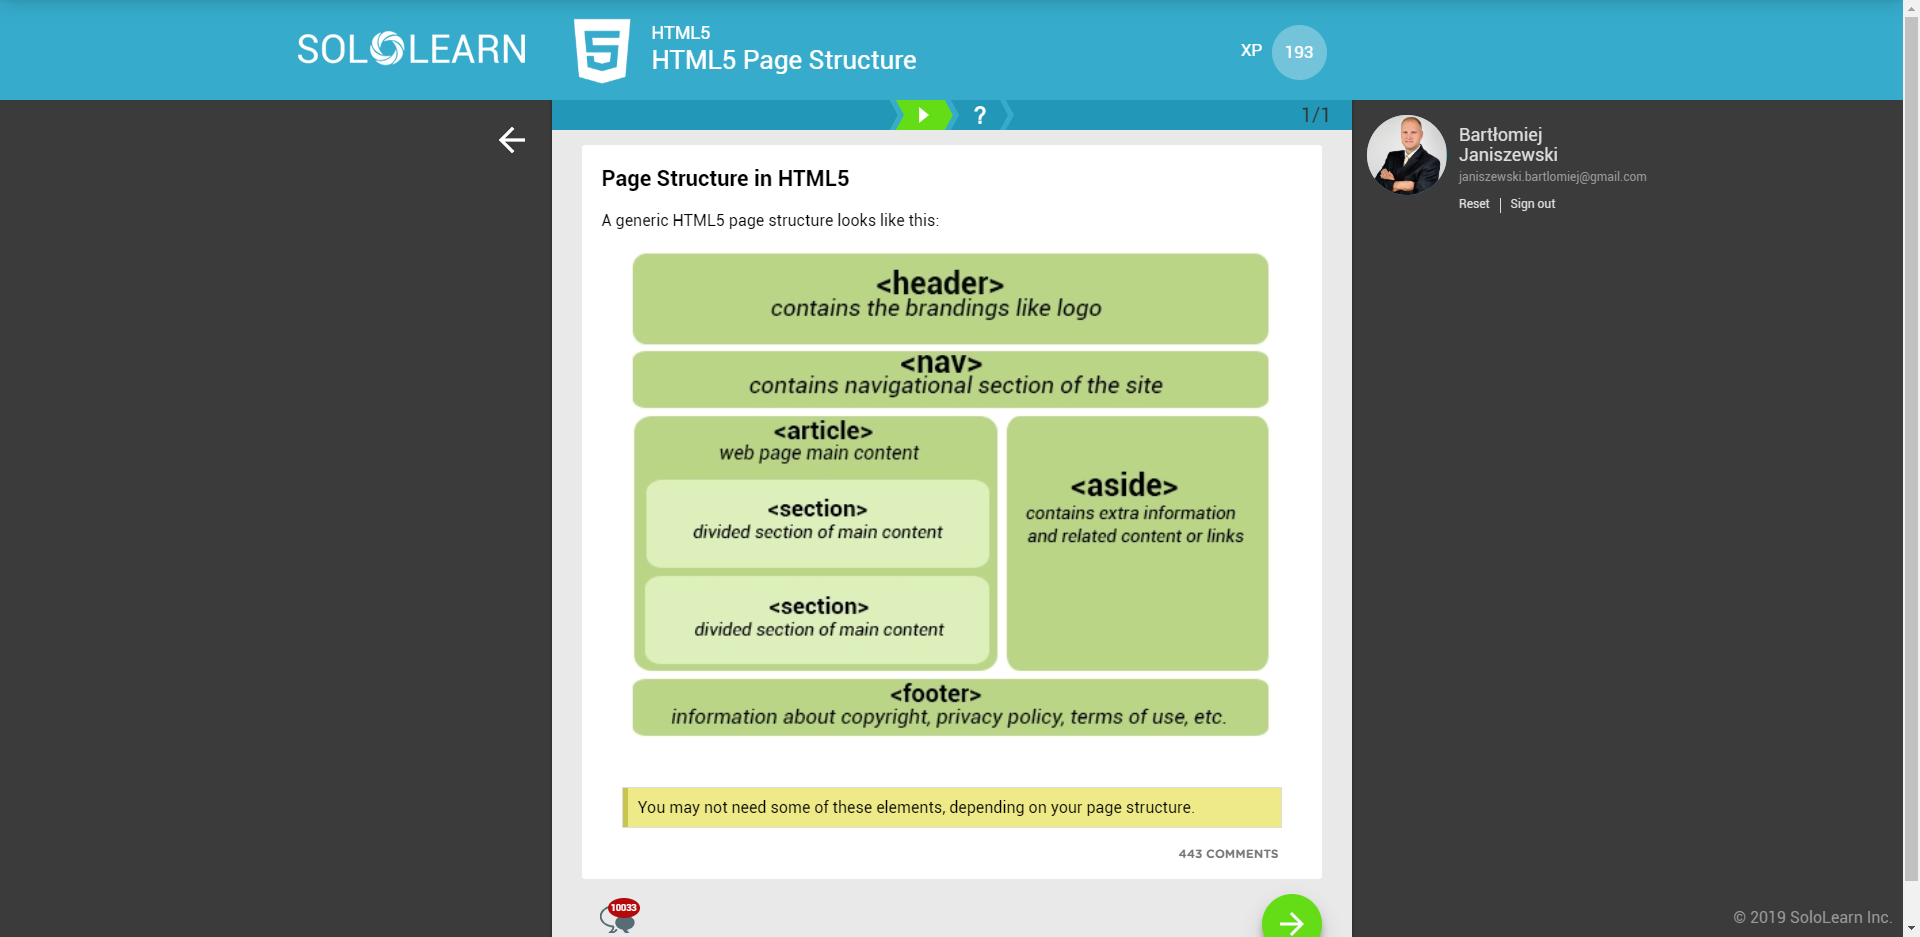 SOLOLEARN
HTML5
HTML5 Page Structure
XP 193
? 1/1
Bartłomiej
Janiszewski
janiszewski.bartlomiej@gmail.com
Reset | Sign out
Page Structure in HTML5
A generic HTML5 page structure looks like this:
<header>
contains the brandings like logo
<nav>
contains navigational section of the site
<article>
web page main content
<section>
divided section of main content
<section>
divided section of main content
<aside>
contains extra information
and related content or links
<footer>
information about copyright, privacy policy, terms of use, etc.
You may not need some of these elements, depending on your page structure.
443 COMMENTS
10033
© 2019 SoloLearn Inc.